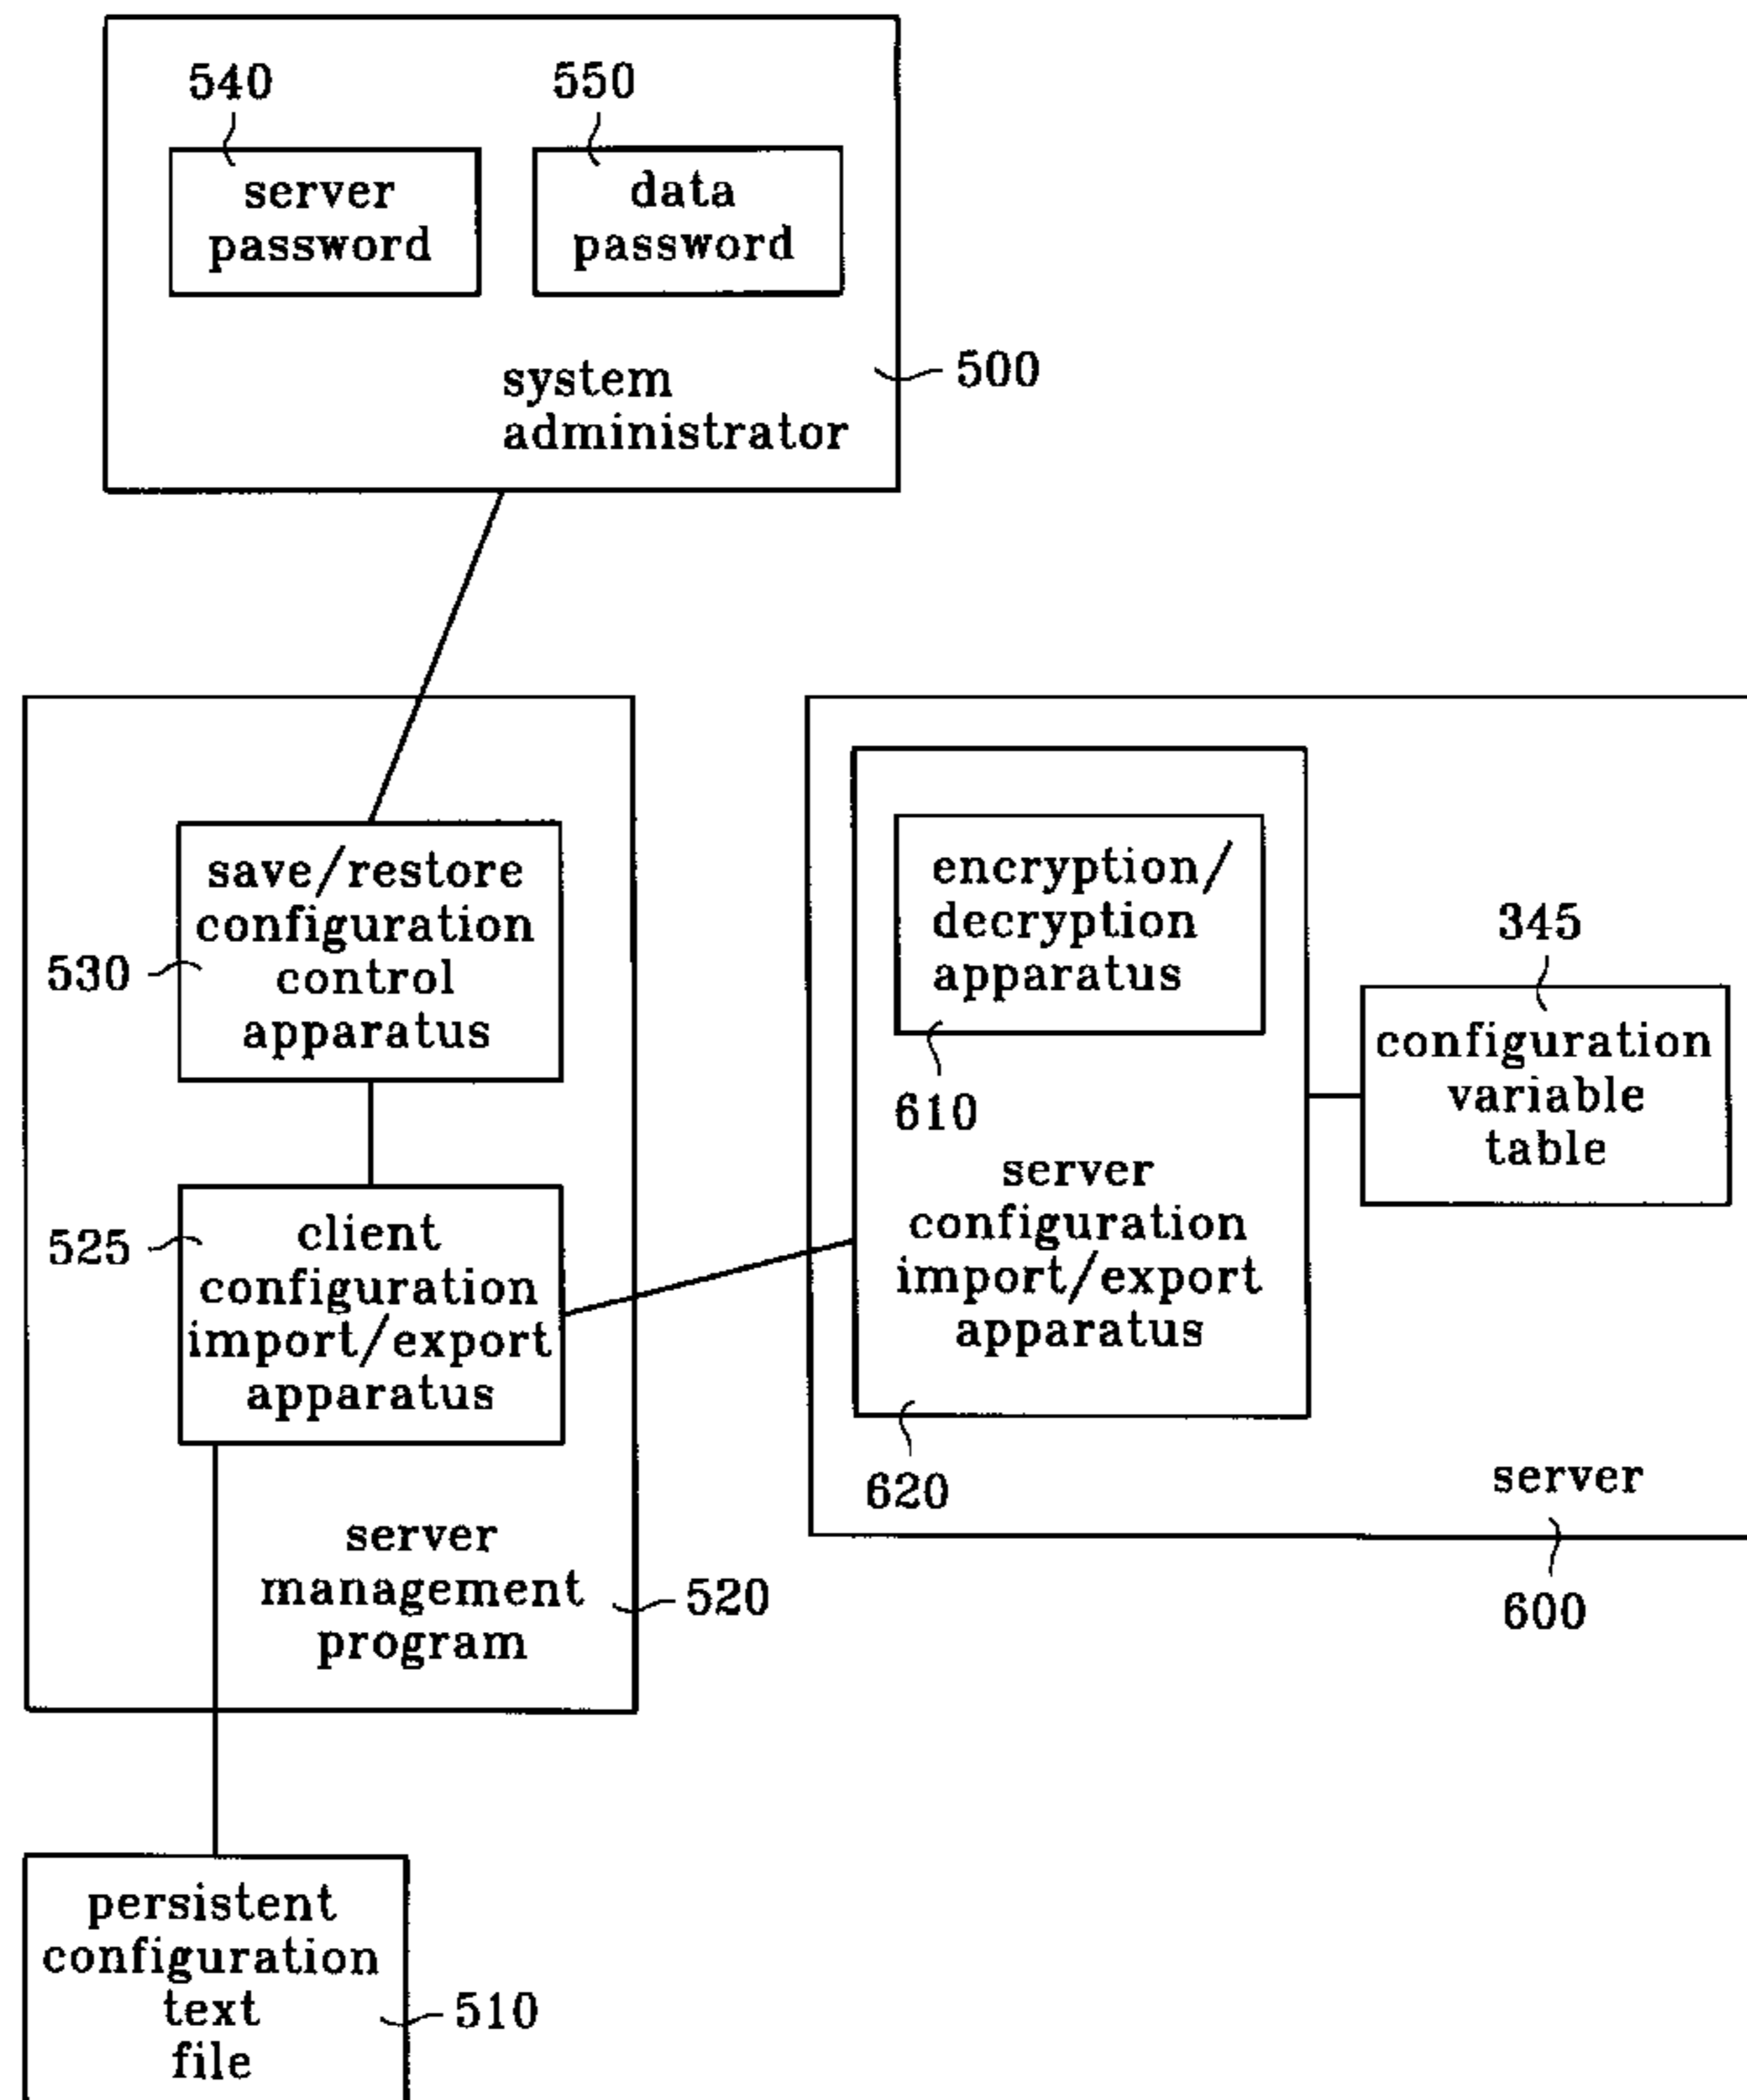 540
550
server
password
data
password
system
administrator
500
save/restore
configuration
control
apparatus
530
client
configuration
import/export
apparatus
525
server
management
program
520
encryption/
decryption
apparatus
610
server
configuration
import/export
apparatus
620
345
configuration
variable
table
server
600
persistent
configuration
text
file
510